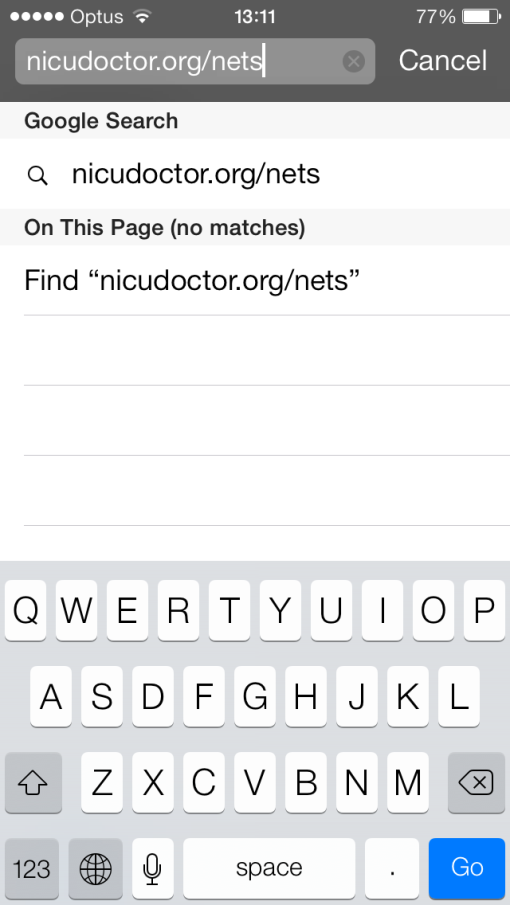 Optus 13:11 77%
nicudoctor.org/nets Cancel
Google Search
nicudoctor.org/nets
On This Page (no matches)
Find “nicudoctor.org/nets”
Q W E R T Y U I O P
A S D F G H J K L
Z X C V B N M
123 space . Go